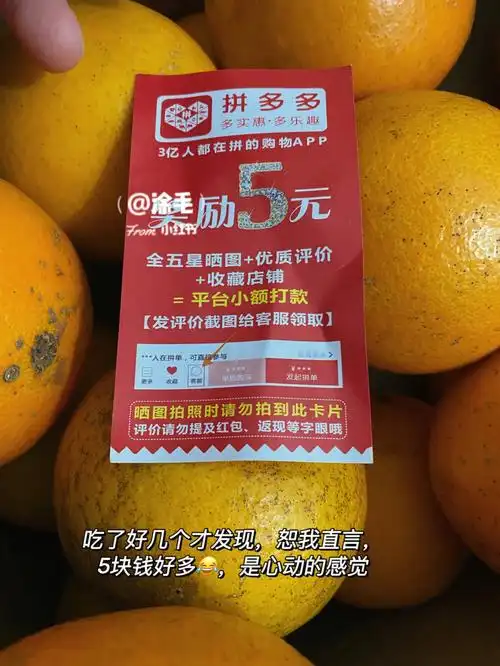 拼多多
多实惠·多乐趣
3亿人都在拼的购物APP
奖励5元
@涂毛
From 小红书
全五星晒图+优质评价
+收藏店铺
=平台小额打款
【发评价截图给客服领取】
***人在拼单，可直接参与
更多 收藏 客服
发起拼单
晒图拍照时请勿拍到此卡片
评价请勿提及红包、返现等字眼哦
吃了好几个才发现，恕我直言，
5块钱好多😂，是心动的感觉